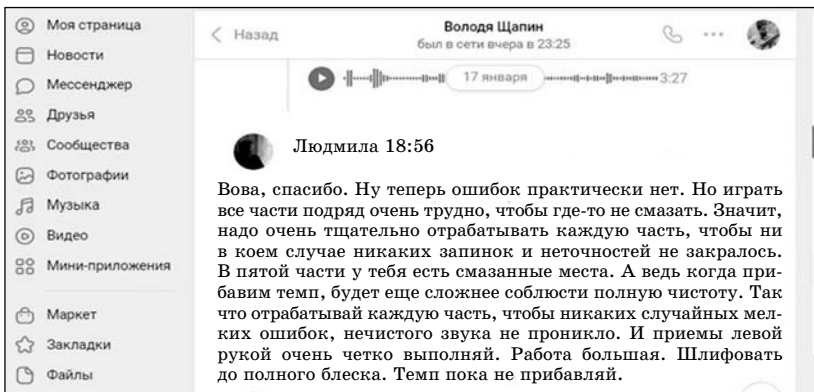 Моя страница
Новости
Мессенджер
Друзья
Сообщества
Фотографии
Музыка
Видео
Мини-приложения
Маркет
Закладки
Файлы
Назад
Володя Щапин
был в сети вчера в 23:25
17 января
3:27
Людмила 18:56
Вова, спасибо. Ну теперь ошибок практически нет. Но играть
все части подряд очень трудно, чтобы где-то не смазать. Значит,
надо очень тщательно отрабатывать каждую часть, чтобы ни
в коем случае никаких запинок и неточностей не закралось.
В пятой части у тебя есть смазанные места. А ведь когда при-
бавим темп, будет еще сложнее соблюсти полную чистоту. Так
что отрабатывай каждую часть, чтобы никаких случайных мел-
ких ошибок, нечистого звука не проникло. И приемы левой
рукой очень четко выполняй. Работа большая. Шлифовать
до полного блеска. Темп пока не прибавляй.